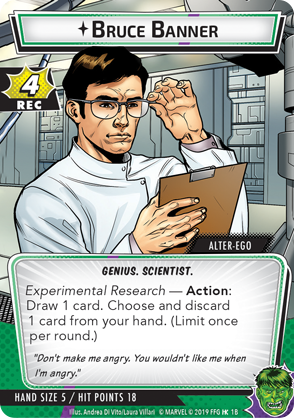 BRUCE BANNER
4
REC
ALTER-EGO
GENIUS. SCIENTIST.
Experimental Research — Action:
Draw 1 card. Choose and discard
1 card from your hand. (Limit once
per round.)
"Don't make angry. You wouldn't like me when
I'm angry."
HAND SIZE 5 / HIT POINTS 18
Illus. Andrea Di Vito/Laura Villari © MARVEL © 2019 FFG HK 1B